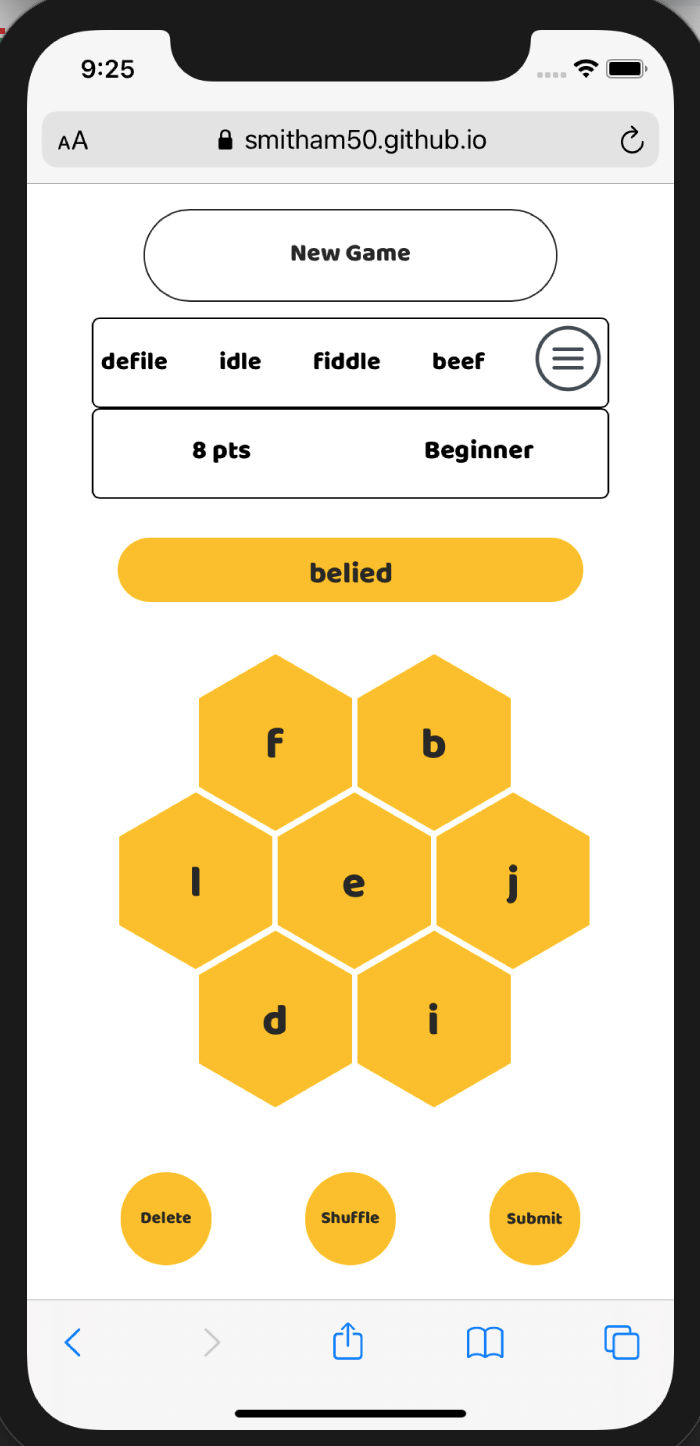 9:25
AA smitham50.github.io
New Game
defile idle fiddle beef
8 pts Beginner
belied
f b
l e j
d i
Delete Shuffle Submit